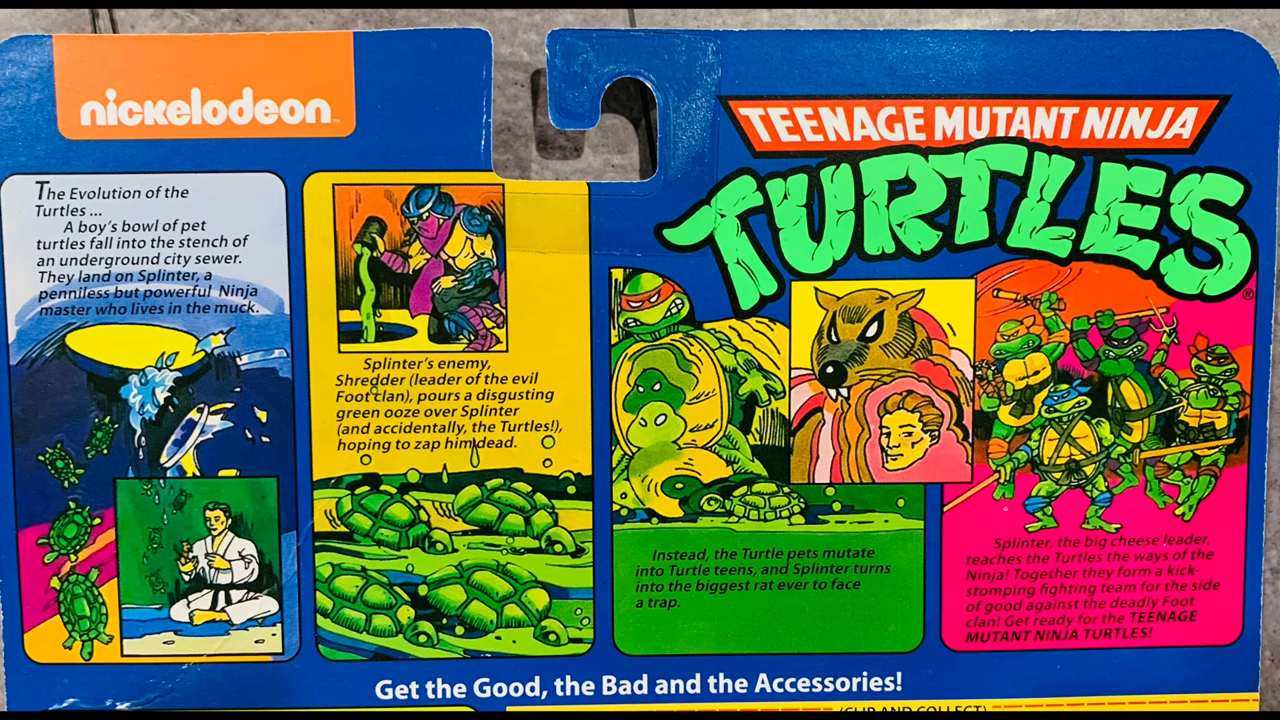 nickelodeon
TEENAGE MUTANT NINJA
TURTLES
®
The Evolution of the
Turtles ...
A boy's bowl of pet
turtles fall into the stench of
an underground city sewer.
They land on Splinter, a
penniless but powerful Ninja
master who lives in the muck.
Splinter's enemy,
Shredder (leader of the evil
Foot clan), pours a disgusting
green ooze over Splinter
(and accidentally, the Turtles!),
hoping to zap him dead.
Instead, the Turtle pets mutate
into Turtle teens, and Splinter turns
into the biggest rat ever to face
a trap.
Splinter, the big cheese leader,
teaches the Turtles the ways of the
Ninja! Together they form a kick-
stomping fighting team for the side
of good against the deadly Foot
clan! Get ready for the TEENAGE
MUTANT NINJA TURTLES!
Get the Good, the Bad and the Accessories!
(CLIP AND COLLECT)